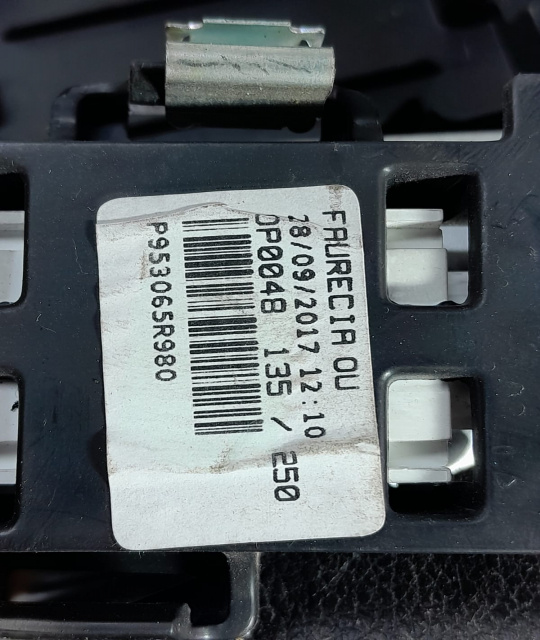 FAURECIA OU
28/09/2017 12:10
DP0048 135 / 250
P953065R980